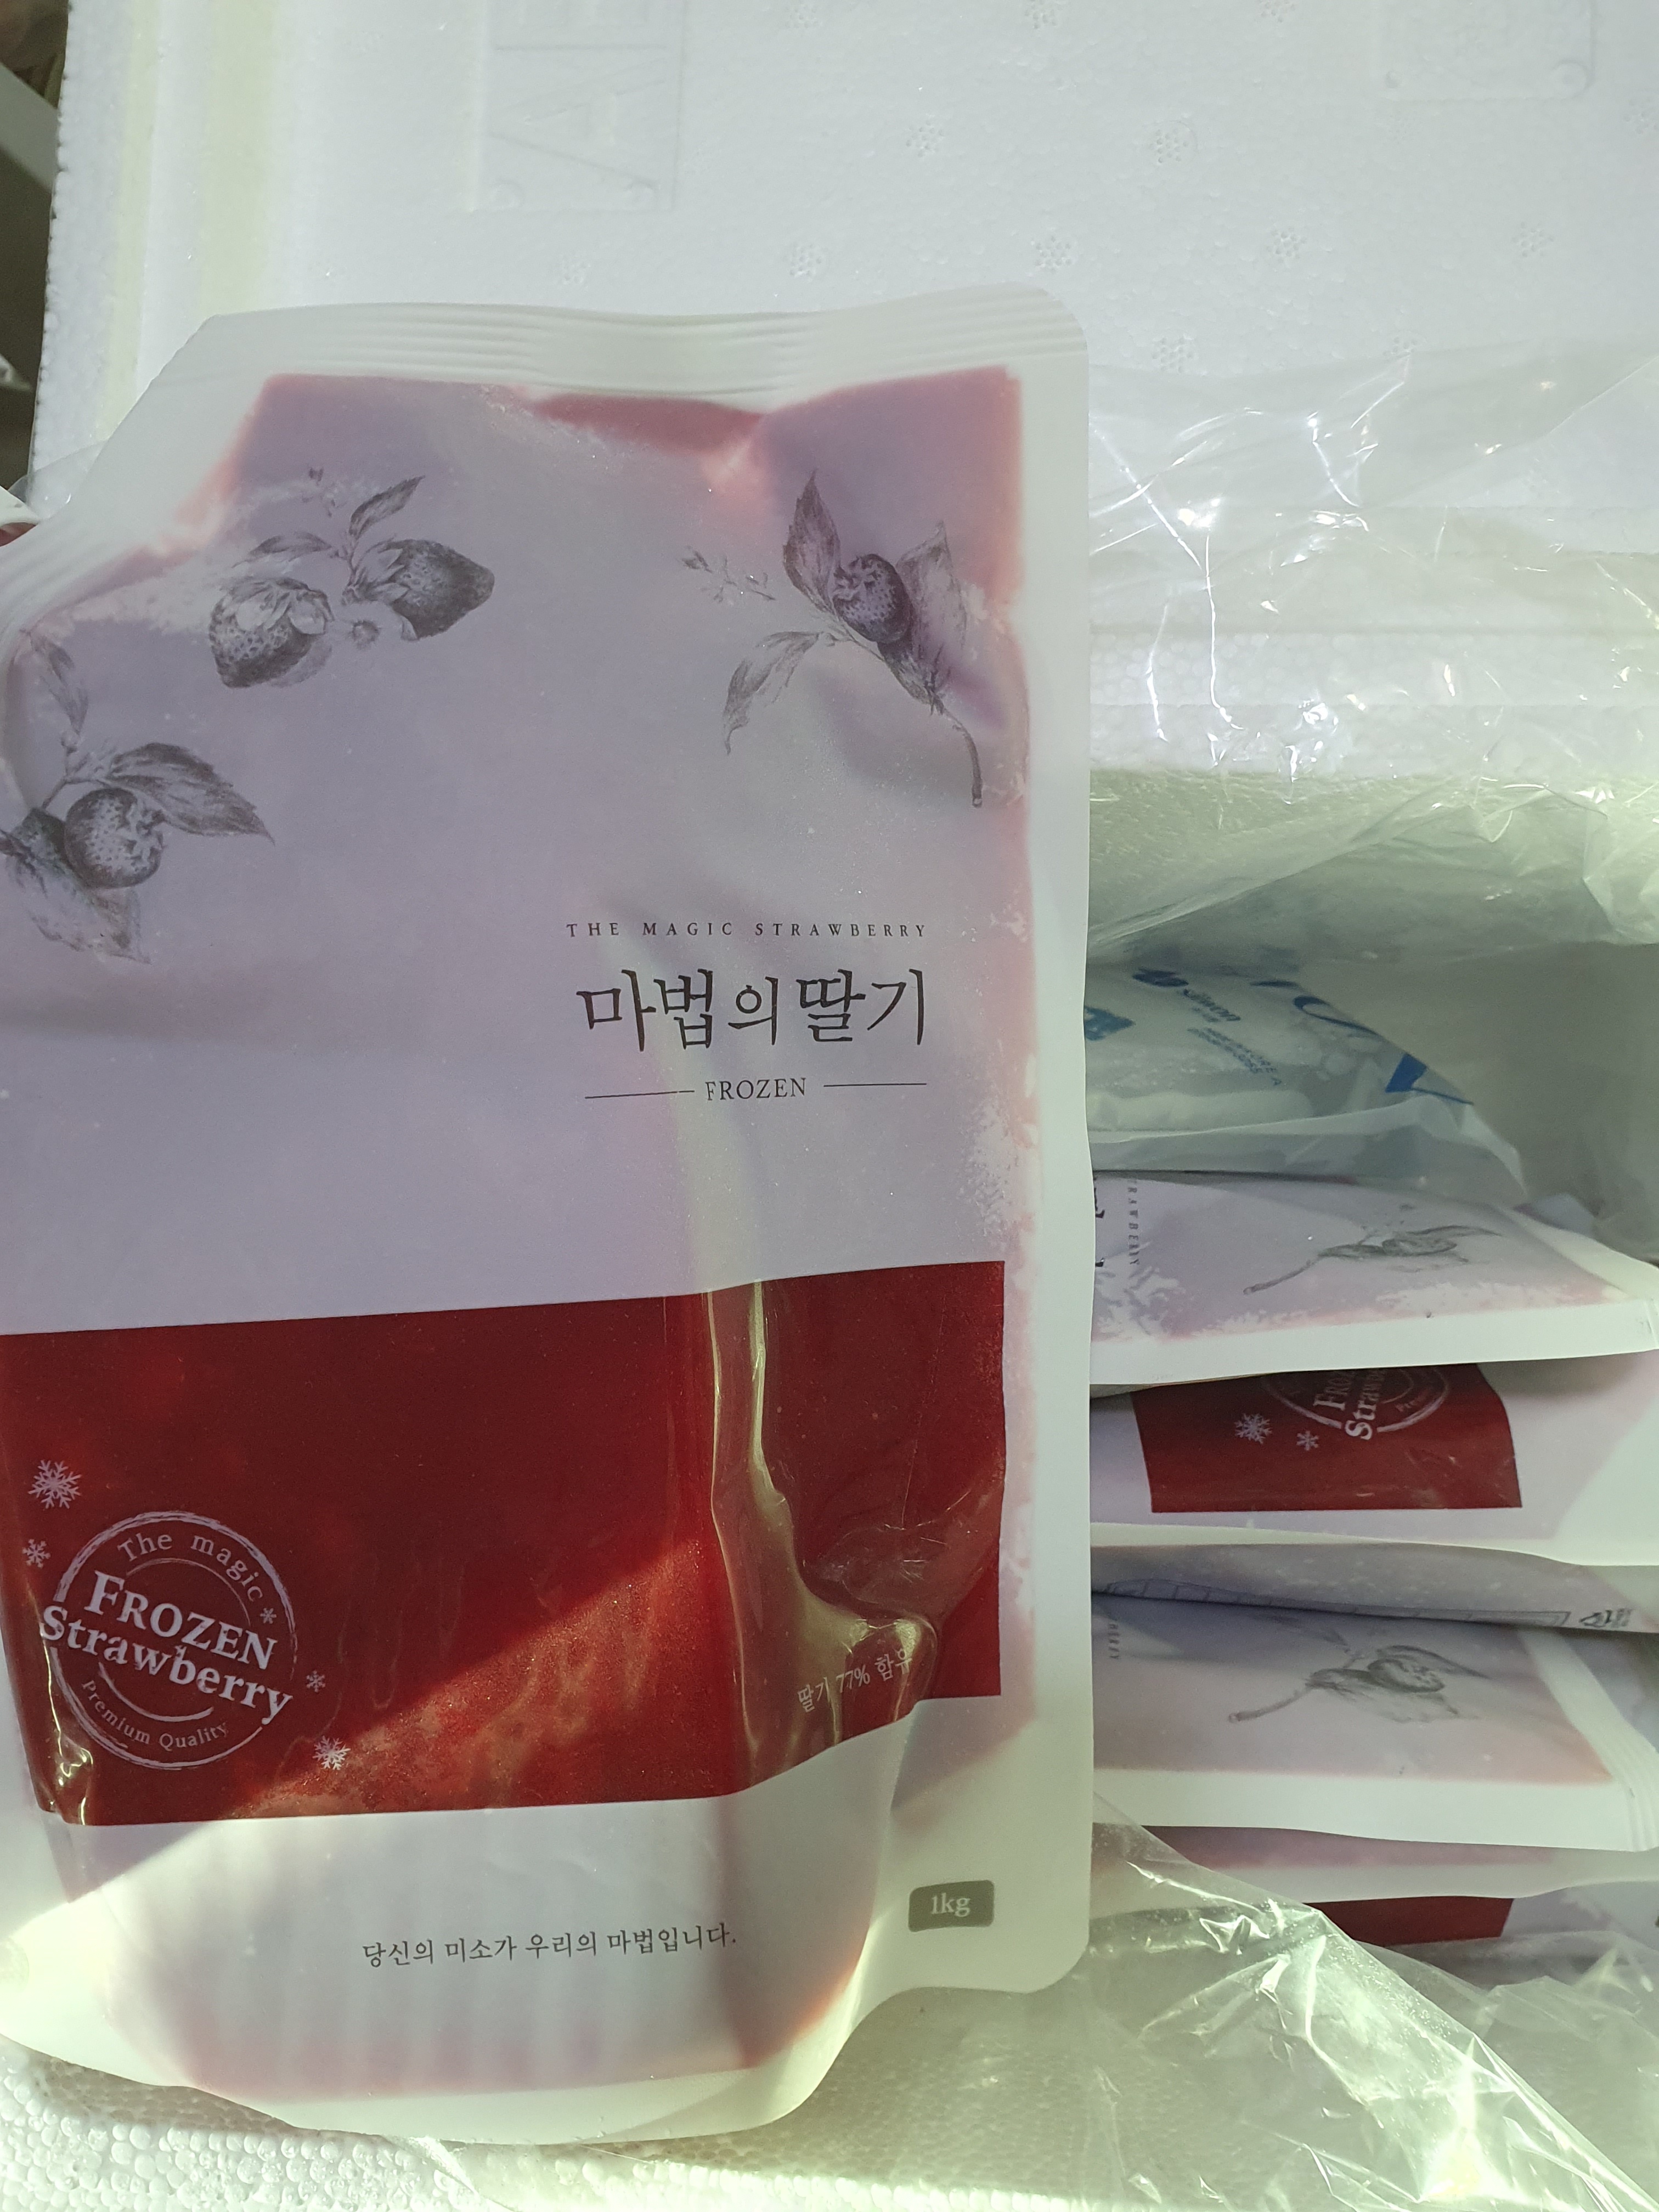 THE MAGIC STRAWBERRY
마법의딸기
FROZEN
The magic
FROZEN
Strawberry
Premium Quality
딸기 77% 함유
1kg
당신의 미소가 우리의 마법입니다.